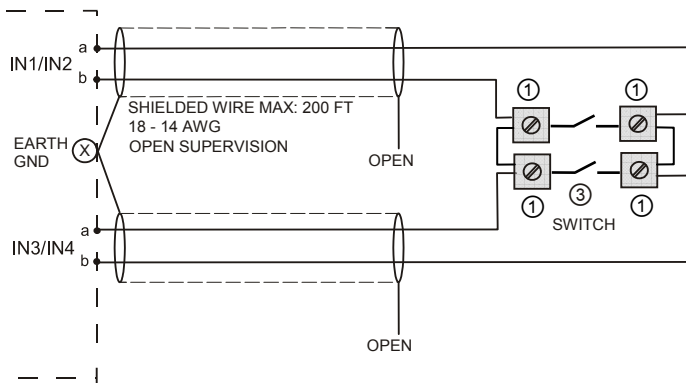 a
IN1/IN2
b
1
1
SHIELDED WIRE MAX: 200 FT
18 - 14 AWG
OPEN SUPERVISION
EARTH
GND
X
OPEN
1
3
1
SWITCH
a
IN3/IN4
b
OPEN